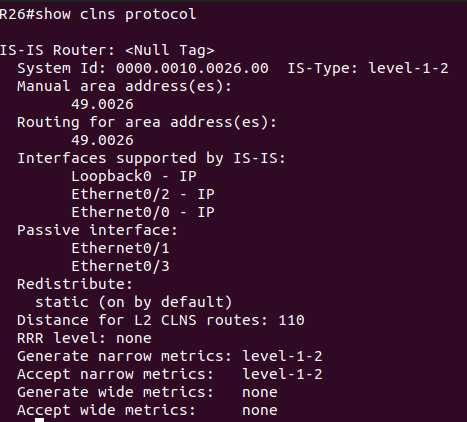 R26#show clns protocol
IS-IS Router: <Null Tag>
System Id: 0000.0010.0026.00  IS-Type: level-1-2
Manual area address(es):
49.0026
Routing for area address(es):
49.0026
Interfaces supported by IS-IS:
Loopback0 - IP
Ethernet0/2 - IP
Ethernet0/0 - IP
Passive interface:
Ethernet0/1
Ethernet0/3
Redistribute:
static (on by default)
Distance for L2 CLNS routes: 110
RRR level: none
Generate narrow metrics: level-1-2
Accept narrow metrics:   level-1-2
Generate wide metrics:   none
Accept wide metrics:     none